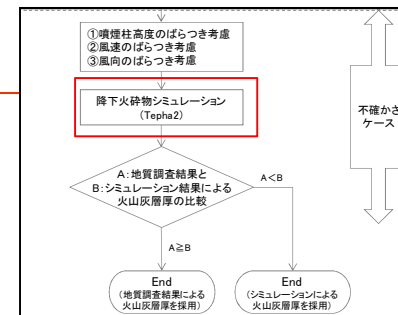 ①噴煙柱高度のばらつき考慮
②風速のばらつき考慮
③風向のばらつき考慮
降下火砕物シミュレーション
(Tepha2)
不確かさ
ケース
A:地質調査結果と
B:シミュレーション結果による
火山灰層厚の比較
A<B
A≧B
End
(地質調査結果による
火山灰層厚を採用)
End
(シミュレーションによる
火山灰層厚を採用)